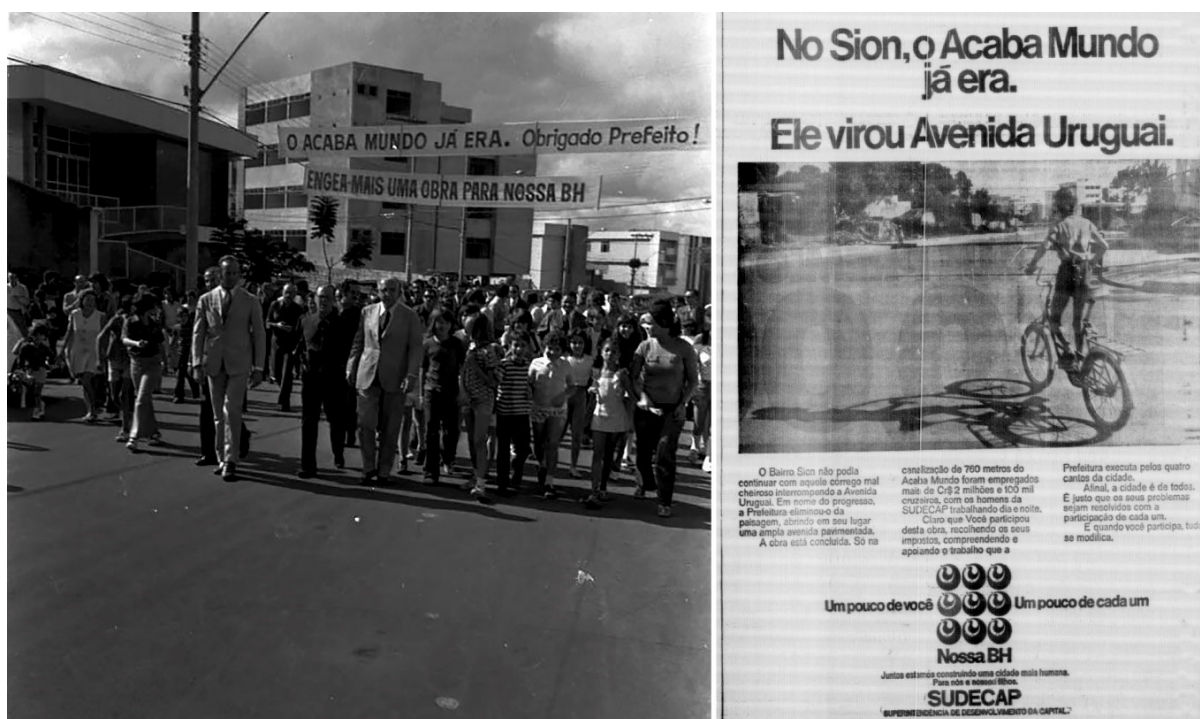 O ACABA MUNDO JÁ ERA. Obrigado Prefeito!
ENGEA-MAIS UMA OBRA PARA NOSSA BH
No Sion, o Acaba Mundo
já era.
Ele virou Avenida Uruguai.
O Bairro Sion não podia
continuar com aquele córrego mal
cheiroso interrompendo a Avenida
Uruguai. Em nome do progresso,
a Prefeitura eliminou-o da
paisagem, abrindo em seu lugar
uma ampla avenida pavimentada.
A obra está concluída. Só na
canalização de 760 metros do
Acaba Mundo foram empregados
mais de Cr$ 2 milhões e 100 mil
cruzeiros, com os homens da
SUDECAP trabalhando dia e noite.
Claro que Você participou
desta obra, recolhendo os seus
impostos, compreendendo e
apoiando o trabalho que a
Prefeitura executa pelos quatro
cantos da cidade.
Afinal, a cidade é de todos.
É justo que os seus problemas
sejam resolvidos com a
participação de cada um.
E quando você participa,
se modifica.
Um pouco de você
Um pouco de cada um
Nossa BH
Juntos estamos construindo uma cidade mais humana.
Para nós e nossos filhos.
SUDECAP
SUPERINTENDÊNCIA DE DESENVOLVIMENTO DA CAPITAL